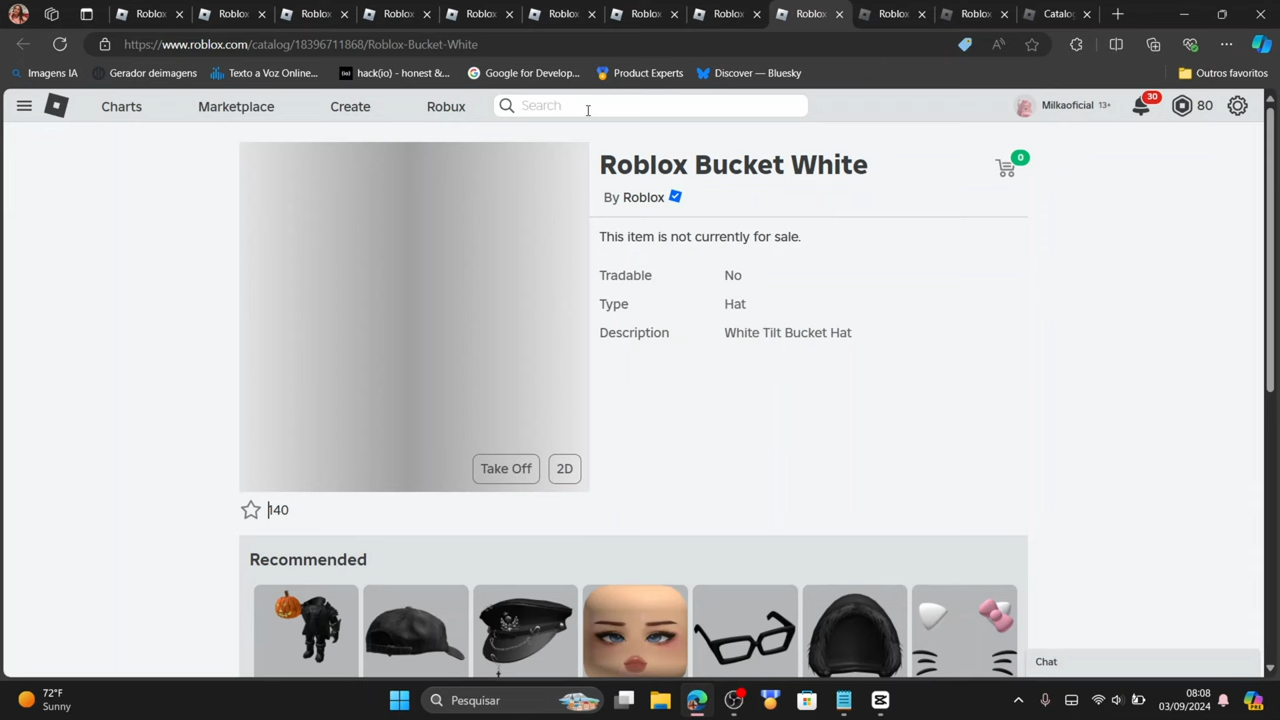 Roblox
Roblox
Roblox
Roblox
Roblox
Roblox
Roblox
Roblox
Roblox
Roblox
Roblox
Catalog
https://www.roblox.com/catalog/18396711868/Roblox-Bucket-White
Imagens IA
Gerador deimagens
Texto a Voz Online...
hack(io) - honest &...
Google for Develop...
Product Experts
Discover — Bluesky
Outros favoritos
Charts
Marketplace
Create
Robux
Search
Milkaoficial 13+
30
80
Roblox Bucket White
0
By Roblox
This item is not currently for sale.
Tradable No
Type Hat
Description White Tilt Bucket Hat
Take Off
2D
140
Recommended
Chat
72°F
Sunny
Pesquisar
08:08
03/09/2024